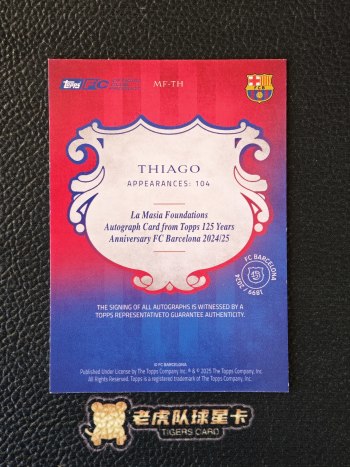 topps
MF-TH
FCB
THIAGO
APPEARANCES: 104
La Masia Foundations
Autograph Card from Topps 125 Years
Anniversary FC Barcelona 2024/25
FC BARCELONA
1899 / 2024
THE SIGNING OF ALL AUTOGRAPHS IS WITNESSED BY A
TOPPS REPRESENTATIVETO GUARANTEE AUTHENTICITY.
© FC BARCELONA
Published Under License by The Topps Company Inc. ® & © 2025 The Topps Company, Inc.
All Rights Reserved. Topps is a registered trademark of The Topps Company, Inc.
老虎队球星卡
TIGERS CARD